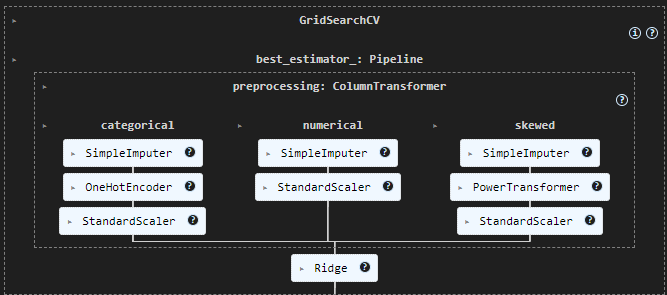 GridSearchCV
best_estimator_: Pipeline
preprocessing: ColumnTransformer
categorical numerical skewed
SimpleImputer ? SimpleImputer ? SimpleImputer ?
OneHotEncoder ? StandardScaler ? PowerTransformer ?
StandardScaler ? StandardScaler ?
Ridge ?